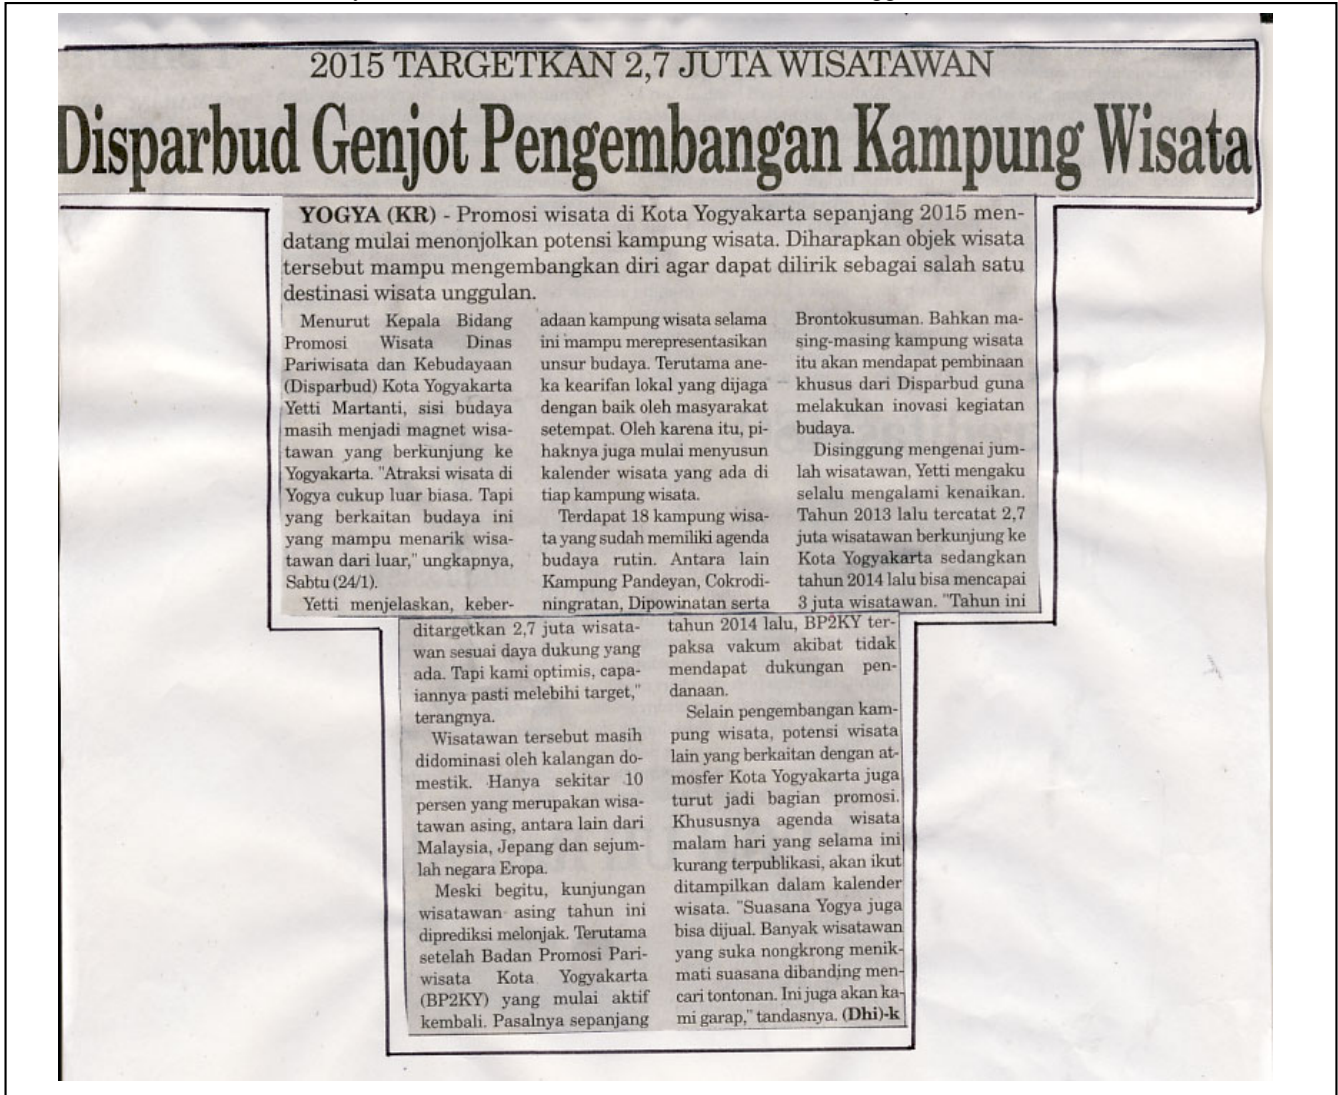 2015 TARGETKAN 2,7 JUTA WISATAWAN
Disparbud Genjot Pengembangan Kampung Wisata
YOGYA (KR) - Promosi wisata di Kota Yogyakarta sepanjang 2015 men-
datang mulai menonjolkan potensi kampung wisata. Diharapkan objek wisata
tersebut mampu mengembangkan diri agar dapat dilirik sebagai salah satu
destinasi wisata unggulan.
Menurut Kepala Bidang
Promosi Wisata Dinas
Pariwisata dan Kebudayaan
(Disparbud) Kota Yogyakarta
Yetti Martanti, sisi budaya
masih menjadi magnet wisa-
tawan yang berkunjung ke
Yogyakarta. "Atraksi wisata di
Yogya cukup luar biasa. Tapi
yang berkaitan budaya ini
yang mampu menarik wisa-
tawan dari luar," ungkapnya,
Sabtu (24/1).
Yetti menjelaskan, keber-
adaan kampung wisata selama
ini mampu merepresentasikan
unsur budaya. Terutama ane-
ka kearifan lokal yang dijaga
dengan baik oleh masyarakat
setempat. Oleh karena itu, pi-
haknya juga mulai menyusun
kalender wisata yang ada di
tiap kampung wisata.
Terdapat 18 kampung wisa-
ta yang sudah memiliki agenda
budaya rutin. Antara lain
Kampung Pandeyan, Cokrodi-
ningratan, Dipowinatan serta
Brontokusuman. Bahkan ma-
sing-masing kampung wisata
itu akan mendapat pembinaan
khusus dari Disparbud guna
melakukan inovasi kegiatan
budaya.
Disinggung mengenai jum-
lah wisatawan, Yetti mengaku
selalu mengalami kenaikan.
Tahun 2013 lalu tercatat 2,7
juta wisatawan berkunjung ke
Kota Yogyakarta sedangkan
tahun 2014 lalu bisa mencapai
3 juta wisatawan. "Tahun ini
ditargetkan 2,7 juta wisata-
wan sesuai daya dukung yang
ada. Tapi kami optimis, capa-
iannya pasti melebihi target,"
terangnya.
Wisatawan tersebut masih
didominasi oleh kalangan do-
mestik. Hanya sekitar 10
persen yang merupakan wisa-
tawan asing, antara lain dari
Malaysia, Jepang dan sejum-
lah negara Eropa.
Meski begitu, kunjungan
wisatawan asing tahun ini
diprediksi melonjak. Terutama
setelah Badan Promosi Pari-
wisata Kota Yogyakarta
(BP2KY) yang mulai aktif
kembali. Pasalnya sepanjang
tahun 2014 lalu, BP2KY ter-
paksa vakum akibat tidak
mendapat dukungan pen-
danaan.
Selain pengembangan kam-
pung wisata, potensi wisata
lain yang berkaitan dengan at-
mosfer Kota Yogyakarta juga
turut jadi bagian promosi.
Khususnya agenda wisata
malam hari yang selama ini
kurang terpublikasi, akan ikut
ditampilkan dalam kalender
wisata. "Suasana Yogya juga
bisa dijual. Banyak wisatawan
yang suka nongkrong menik-
mati suasana dibanding men-
cari tontonan. Ini juga akan ka-
mi garap," tandasnya. (Dhi)-k